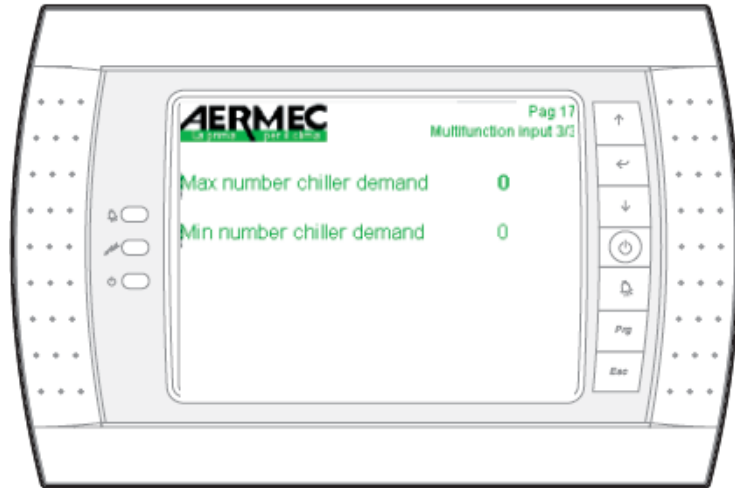 AERMEC
Pag 17
Multifunction input 3/3
Max number chiller demand 0
Min number chiller demand 0
Prg
Esc